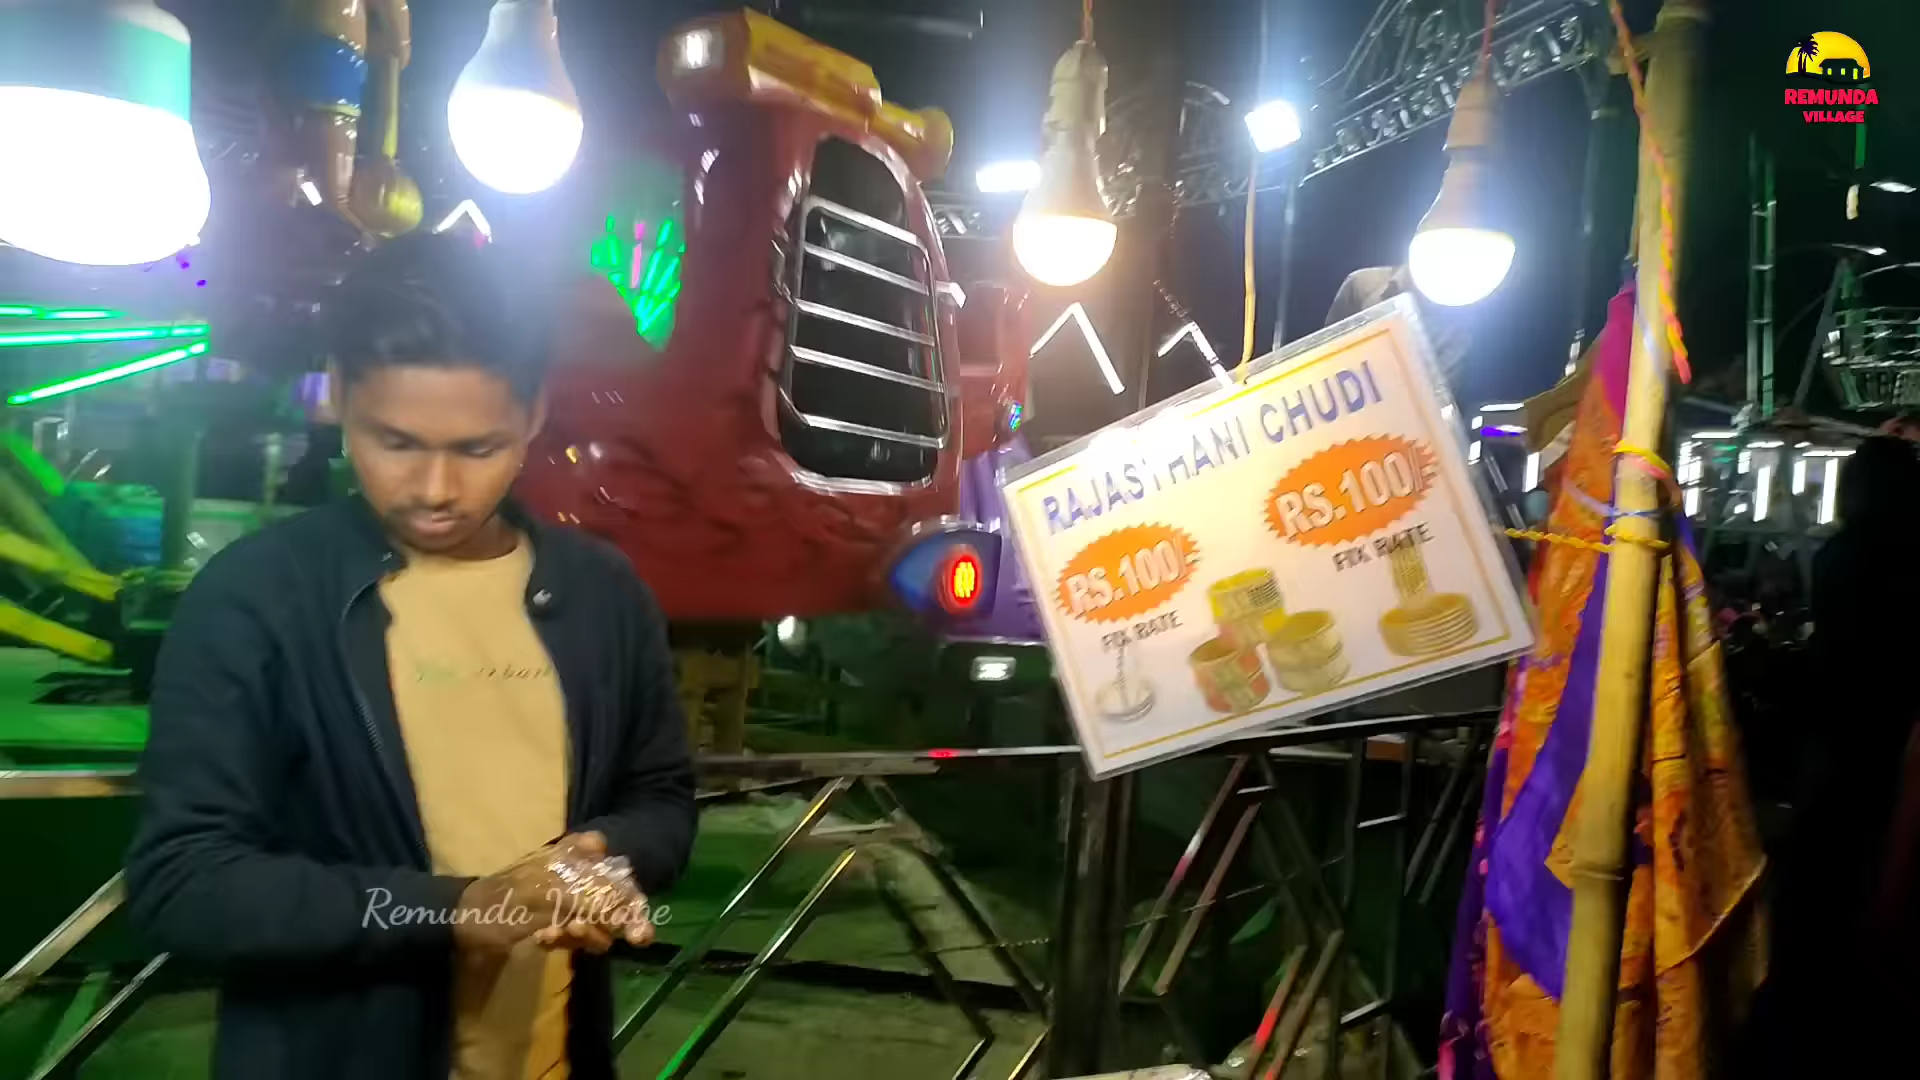 REMUNDA
VILLAGE
RAJASTHANI CHUDI
RS.100/-
FIX RATE
RS.100/-
FIX RATE
Remunda Village